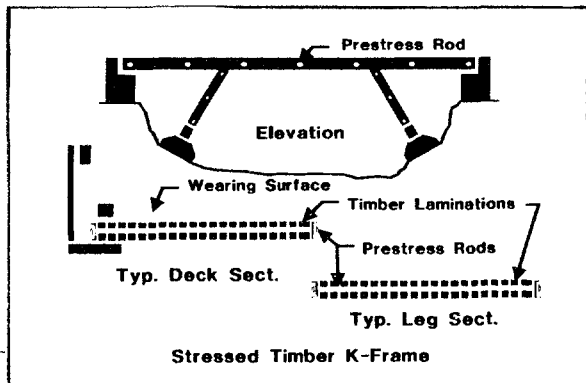 Prestress Rod
Elevation
Wearing Surface
Timber Laminations
Prestress Rods
Typ. Deck Sect.
Typ. Leg Sect.
Stressed Timber K-Frame